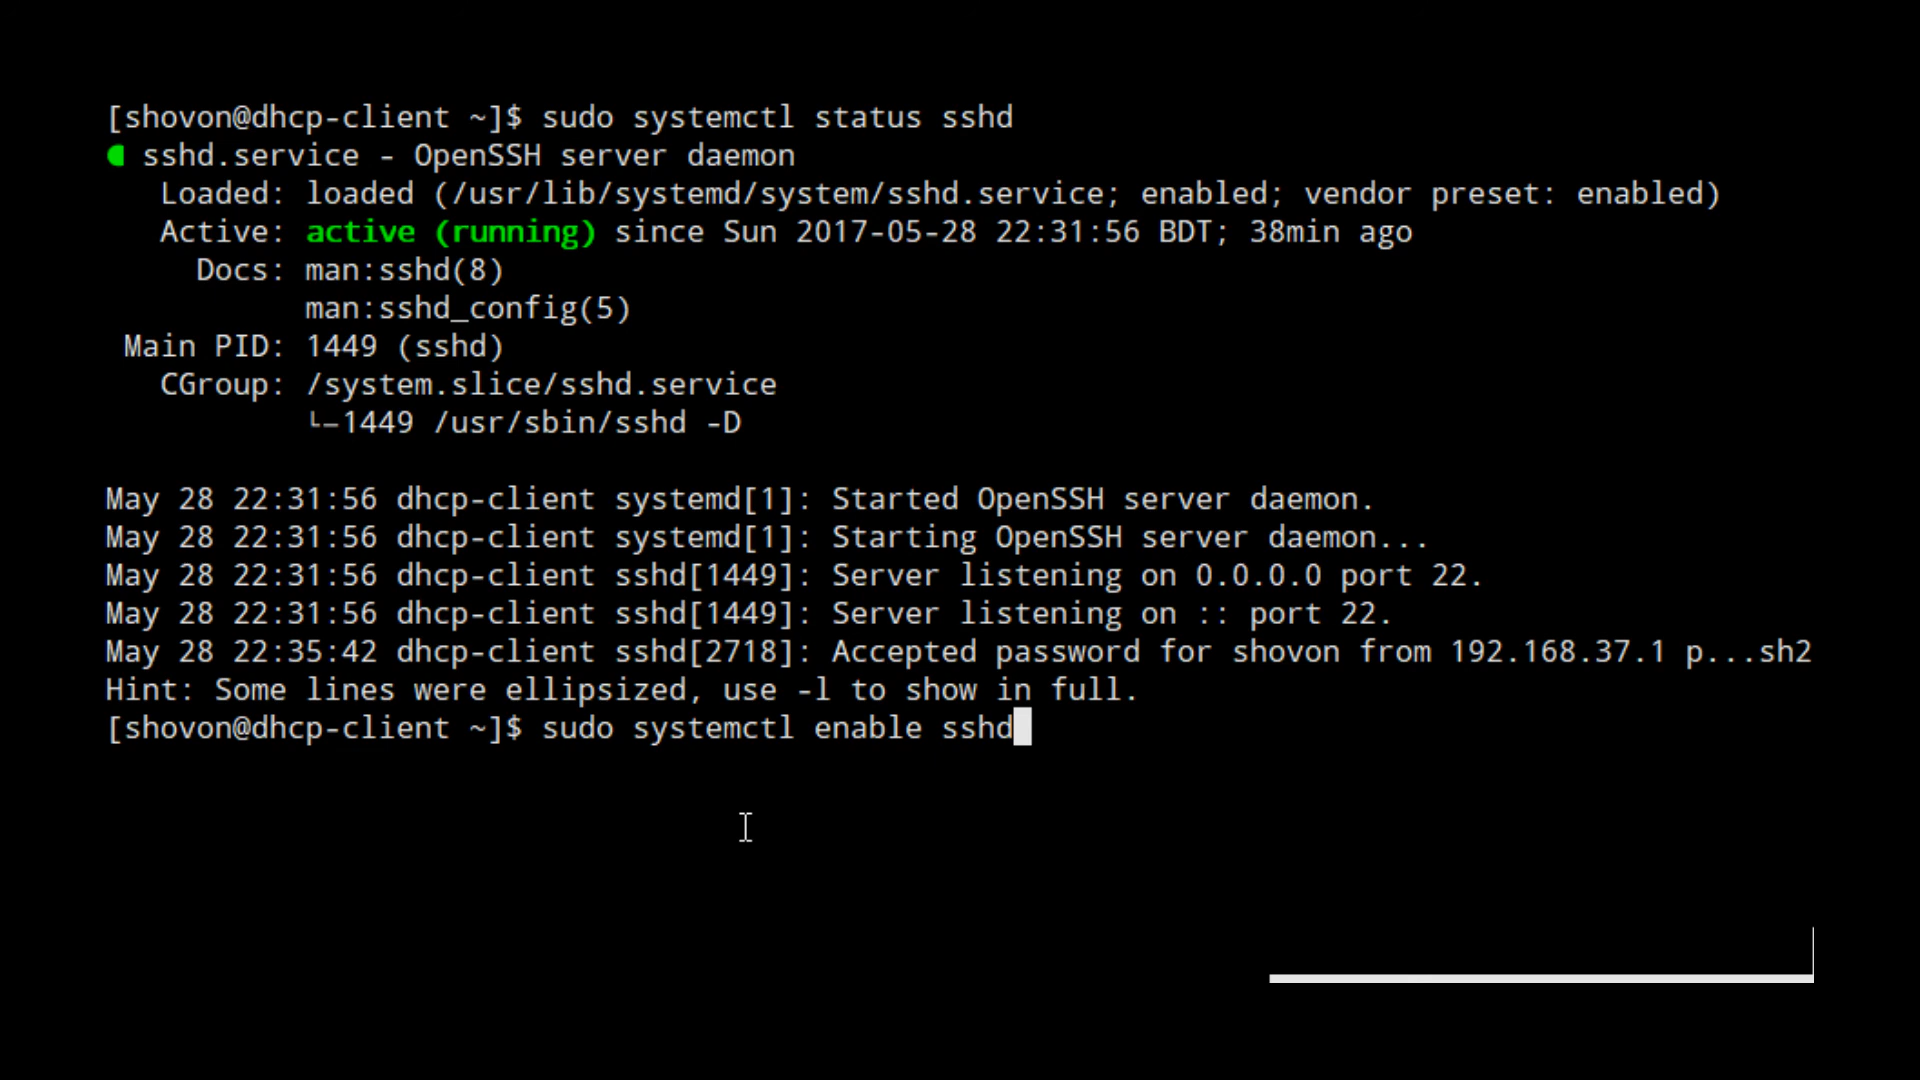 [shovon@dhcp-client ~]$ sudo systemctl status sshd
● sshd.service - OpenSSH server daemon
   Loaded: loaded (/usr/lib/systemd/system/sshd.service; enabled; vendor preset: enabled)
   Active: active (running) since Sun 2017-05-28 22:31:56 BDT; 38min ago
     Docs: man:sshd(8)
           man:sshd_config(5)
 Main PID: 1449 (sshd)
   CGroup: /system.slice/sshd.service
           └─1449 /usr/sbin/sshd -D

May 28 22:31:56 dhcp-client systemd[1]: Started OpenSSH server daemon.
May 28 22:31:56 dhcp-client systemd[1]: Starting OpenSSH server daemon...
May 28 22:31:56 dhcp-client sshd[1449]: Server listening on 0.0.0.0 port 22.
May 28 22:31:56 dhcp-client sshd[1449]: Server listening on :: port 22.
May 28 22:35:42 dhcp-client sshd[2718]: Accepted password for shovon from 192.168.37.1 p...sh2
Hint: Some lines were ellipsized, use -l to show in full.
[shovon@dhcp-client ~]$ sudo systemctl enable sshd